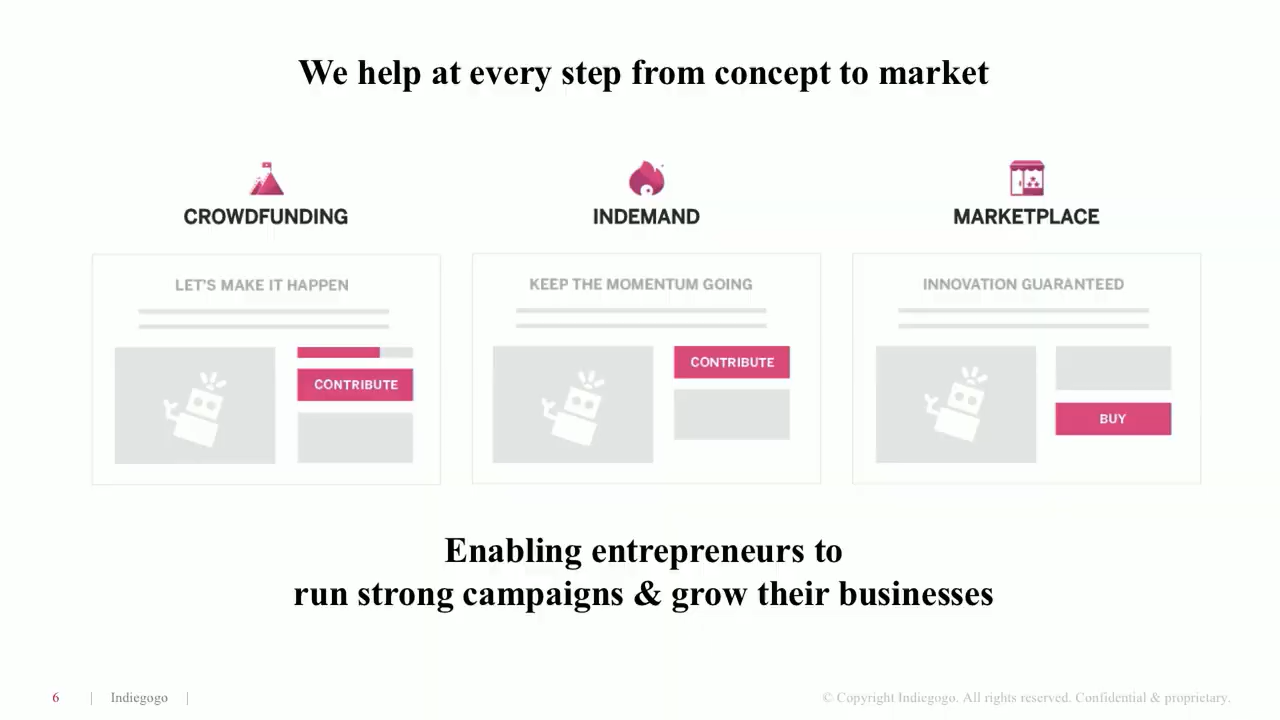 We help at every step from concept to market
CROWDFUNDING
INDEMAND
MARKETPLACE
LET'S MAKE IT HAPPEN
KEEP THE MOMENTUM GOING
INNOVATION GUARANTEED
CONTRIBUTE
CONTRIBUTE
BUY
Enabling entrepreneurs to
run strong campaigns & grow their businesses
6 | Indiegogo |
© Copyright Indiegogo. All rights reserved. Confidential & proprietary.